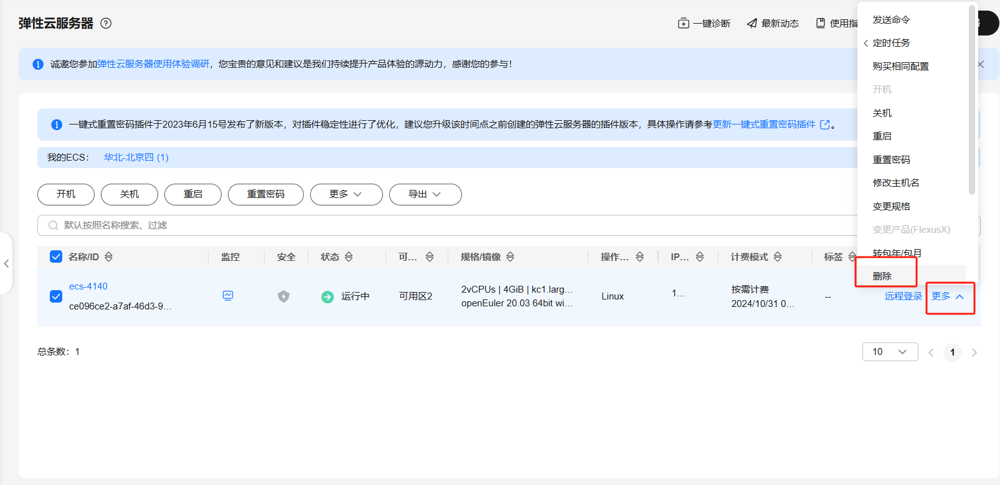 弹性云服务器
一键诊断 最新动态 使用指
诚邀您参加弹性云服务器使用体验调研，您宝贵的意见和建议是我们持续提升产品体验的源动力，感谢您的参与！
一键式重置密码插件于2023年6月15号发布了新版本，对插件稳定性进行了优化，建议您升级该时间点之前创建的弹性云服务器的插件版本，具体操作请参考更新一键式重置密码插件。
我的ECS： 华北-北京四 (1)
开机 关机 重启 重置密码 更多 导出
默认按照名称搜索、过滤
名称/ID 监控 安全 状态 可... 规格/镜像 操作... IP... 计费模式 标签
ecs-4140
ce096ce2-a7af-46d3-9...
运行中
可用区2
2vCPUs | 4GiB | kc1.larg...
openEuler 20.03 64bit wi...
Linux
1...
按需计费
2024/10/31 0...
--
远程登录 更多
总条数：1
10
1
发送命令
定时任务
购买相同配置
开机
关机
重启
重置密码
修改主机名
变更规格
变更产品(FlexusX)
转包年/包月
删除